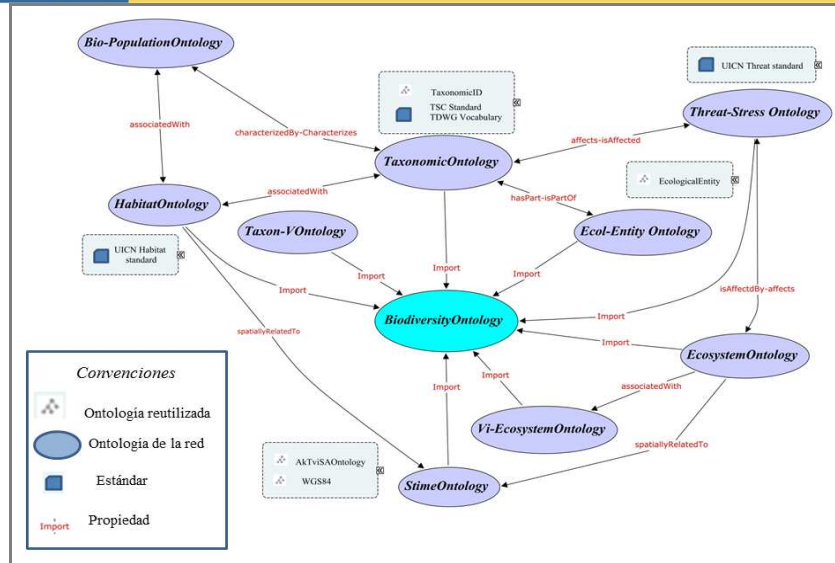 Bio-PopulationOntology
UICN Threat standard
TaxonomicID
TSC Standard
TDWG Vocabulary
Threat-Stress Ontology
associatedWith
characterizedBy-Characterizes
affects-isAffected
TaxonomicOntology
EcologicalEntity
associatedWith
hasPart-isPartOf
HabitatOntology
Taxon-VOntology
Ecol-Entity Ontology
UICN Habitat
standard
Import
Import
Import
Import
isAffectdBy-affects
BiodiversityOntology
Import
spatiallyRelatedTo
Import
EcosystemOntology
Convenciones
Import
Import
associatedWith
Ontología reutilizada
Vi-EcosystemOntology
Ontología de la red
spatiallyRelatedTo
AkTviSAOntology
WGS84
StimeOntology
Estándar
Import
Propiedad